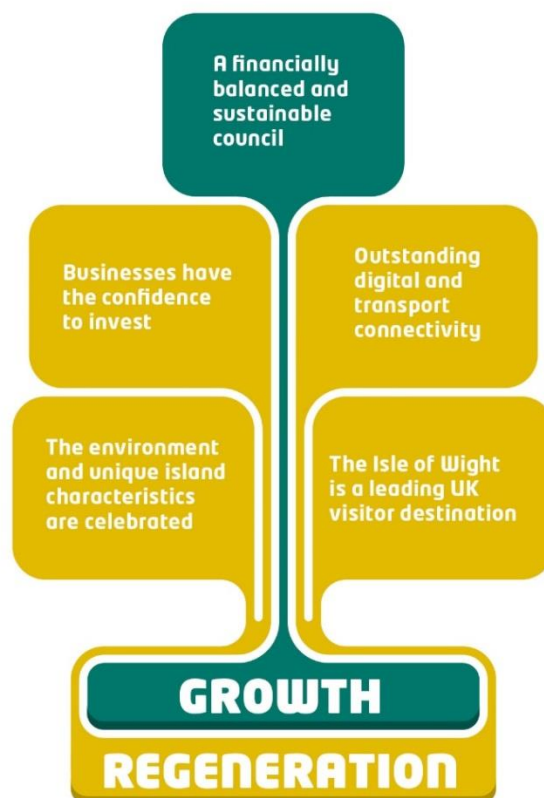 A financially
balanced and
sustainable
council
Businesses have
the confidence
to invest
Outstanding
digital and
transport
connectivity
The environment
and unique island
characteristics
are celebrated
The Isle of Wight
is a leading UK
visitor destination
GROWTH
REGENERATION